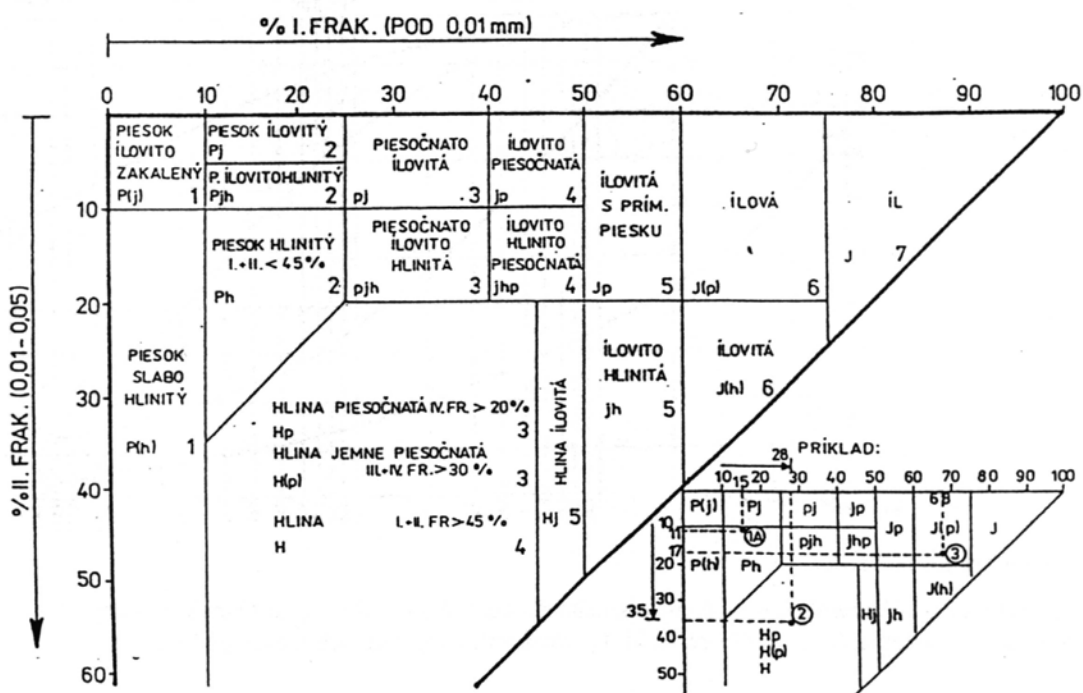 % I. FRAK. (POD 0,01 mm)
0 10 20 30 40 50 60 70 80 90 100
% II. FRAK. (0,01-0,05)
10
20
30
40
50
60
PIESOK
ÍLOVITO
ZAKALENÝ
P(j) 1
PIESOK ÍLOVITÝ
Pj 2
P. ÍLOVITOHLINITÝ
Pjh 2
PIESOČNATO
ÍLOVITÁ
pj 3
ÍLOVITO
PIESOČNATÁ
jp 4
ÍLOVITÁ
S PRÍM.
PIESKU
Jp 5
ÍLOVÁ
J(p) 6
ÍL
J 7
PIESOK HLINITÝ
I.+II. < 45 %
Ph 2
PIESOČNATO
ÍLOVITO
HLINITÁ
pjh 3
ÍLOVITO
HLINITO
PIESOČNATÁ
jhp 4
PIESOK
SLABO
HLINITÝ
P(h) 1
HLINA PIESOČNATÁ IV. FR. > 20 %
Hp 3
HLINA JEMNE PIESOČNATÁ
III.+IV. FR. > 30 %
H(p) 3
HLINA I.+II. FR > 45 %
H 4
HLINA ÍLOVITÁ
Hj 5
ÍLOVITO
HLINITÁ
jh 5
ÍLOVITÁ
J(h) 6
PRÍKLAD:
28
10 20 30 40 50 60 70 80 90 100
15
68
P(j) Pj pj jp Jp J(p) J
10
11
1A
17
pjh jhp
3
P(h) Ph
20
J(h)
30
35
2
Hj jh
40
Hp
H(p)
H
50